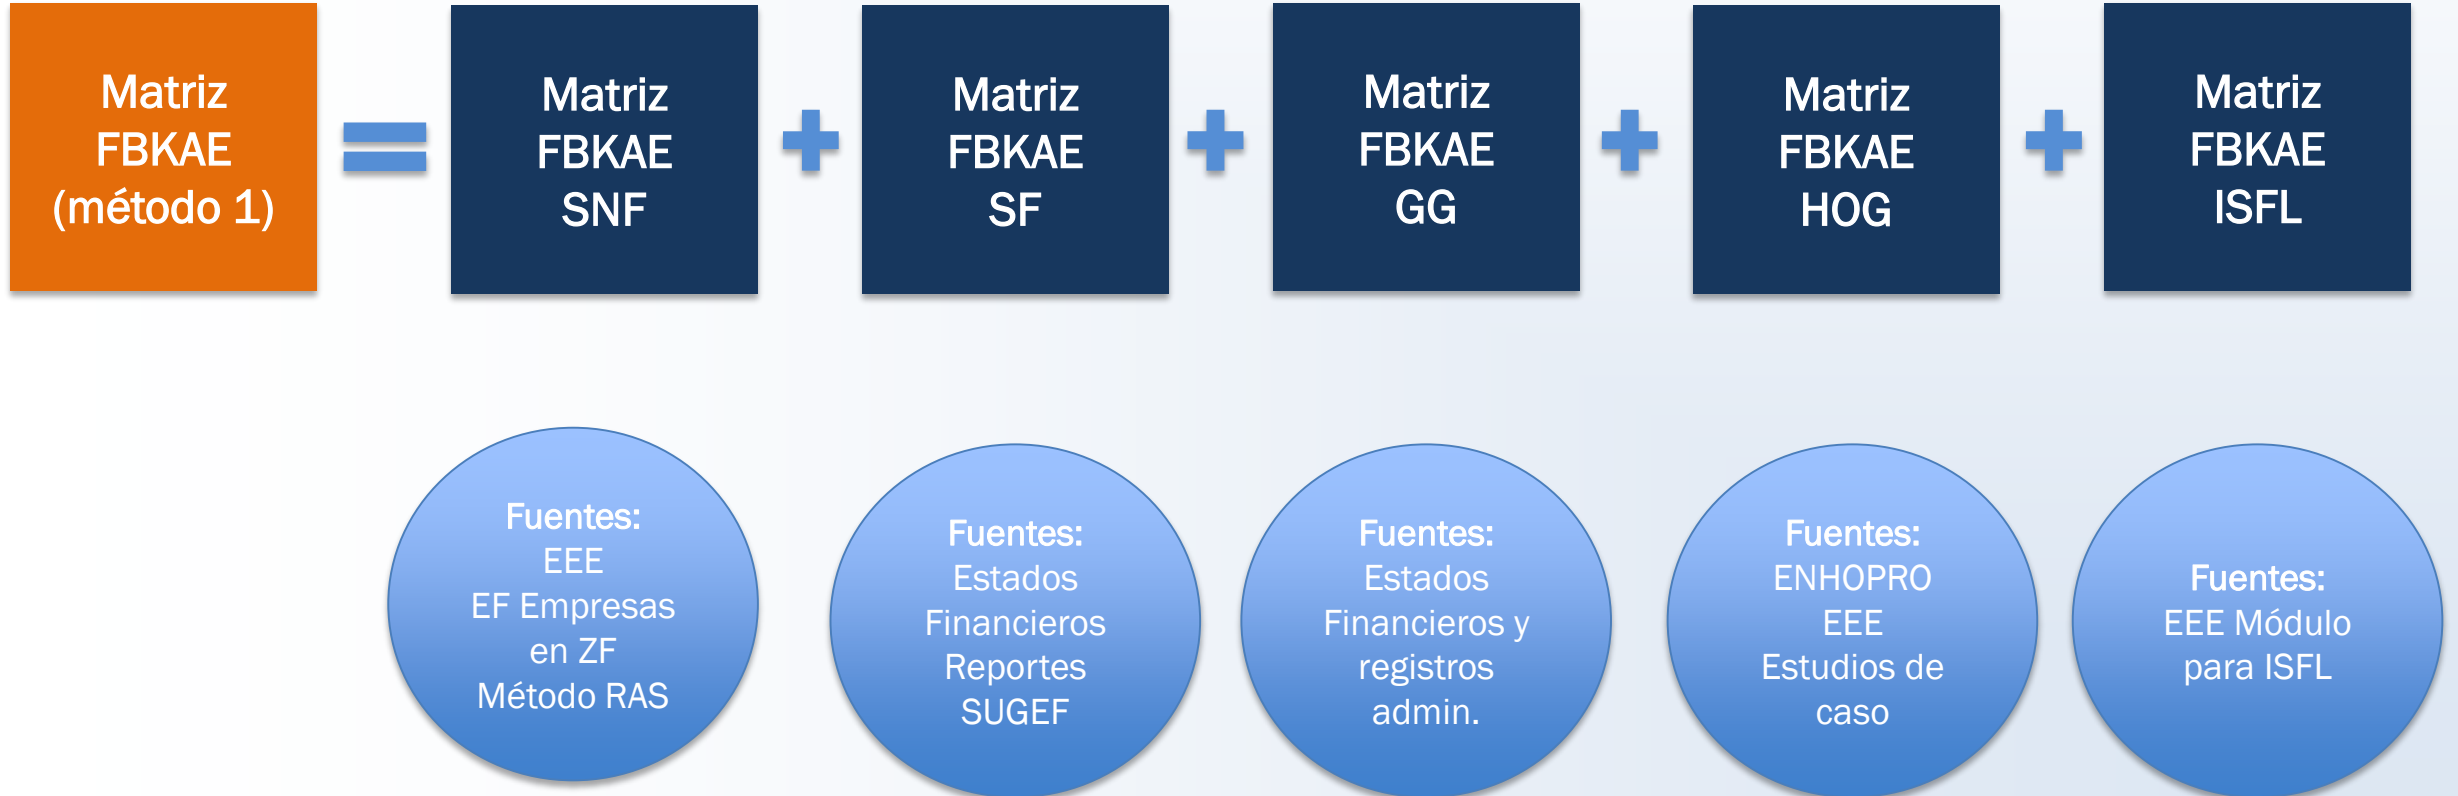 Matriz
FBKAE
(método 1)
Matriz
FBKAE
SNF
Matriz
FBKAE
SF
Matriz
FBKAE
GG
Matriz
FBKAE
HOG
Matriz
FBKAE
ISFL
Fuentes:
EEE
EF Empresas
en ZF
Método RAS
Fuentes:
Estados
Financieros
Reportes
SUGEF
Fuentes:
Estados
Financieros y
registros
admin.
Fuentes:
ENHOPRO
EEE
Estudios de
caso
Fuentes:
EEE Módulo
para ISFL